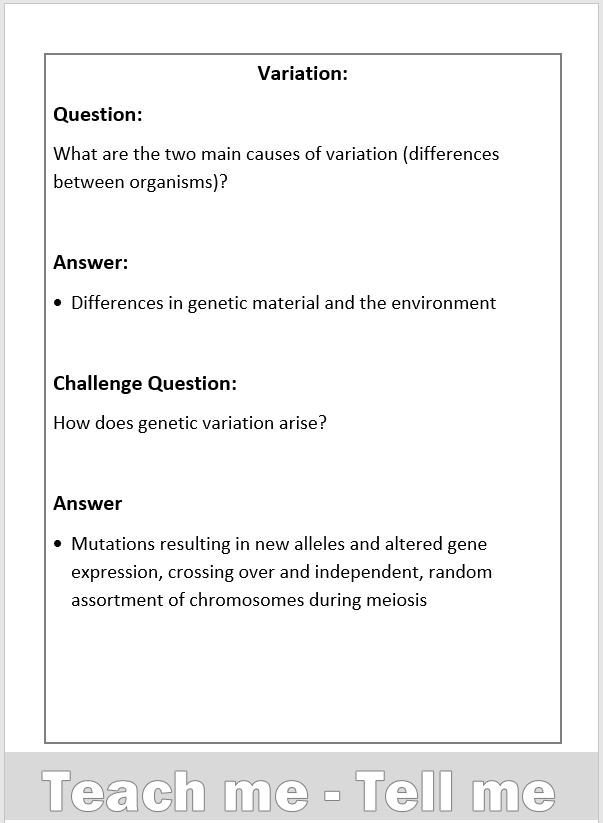 Variation:
Question:
What are the two main causes of variation (differences
between organisms)?
Answer:
• Differences in genetic material and the environment
Challenge Question:
How does genetic variation arise?
Answer
• Mutations resulting in new alleles and altered gene
expression, crossing over and independent, random
assortment of chromosomes during meiosis
Teach me - Tell me